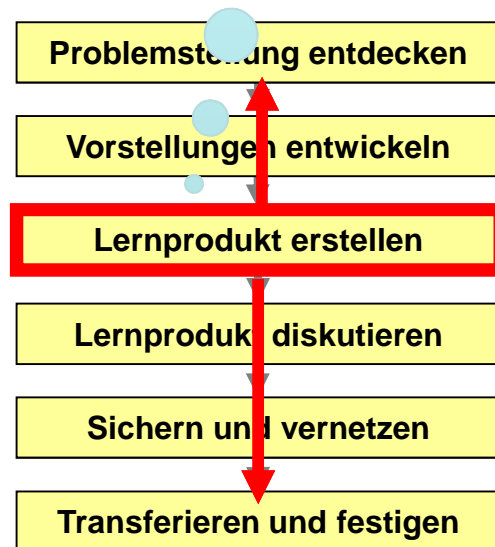 Problemstellung entdecken
Vorstellungen entwickeln
Lernprodukt erstellen
Lernprodukt diskutieren
Sichern und vernetzen
Transferieren und festigen